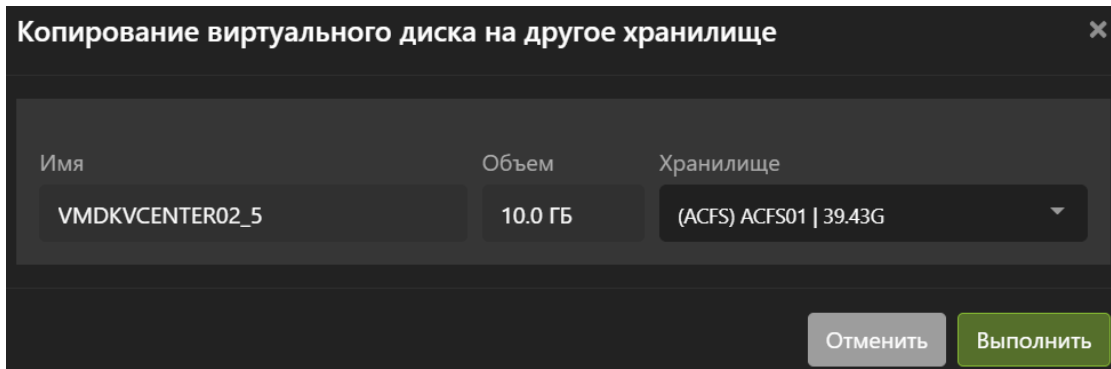 Копирование виртуального диска на другое хранилище
Имя Объем Хранилище
VMDKVCENTER02_5 10.0 ГБ (ACFS) ACFS01 | 39.43G
Отменить Выполнить